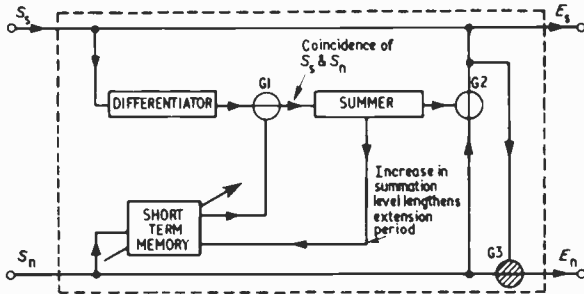 Ss
Es
Coincidence of
Ss & Sn
G1
G2
DIFFERENTIATOR
SUMMER
Increase in
summation
level lengthens
extension
period
SHORT
TERM
MEMORY
G3
Sn
En